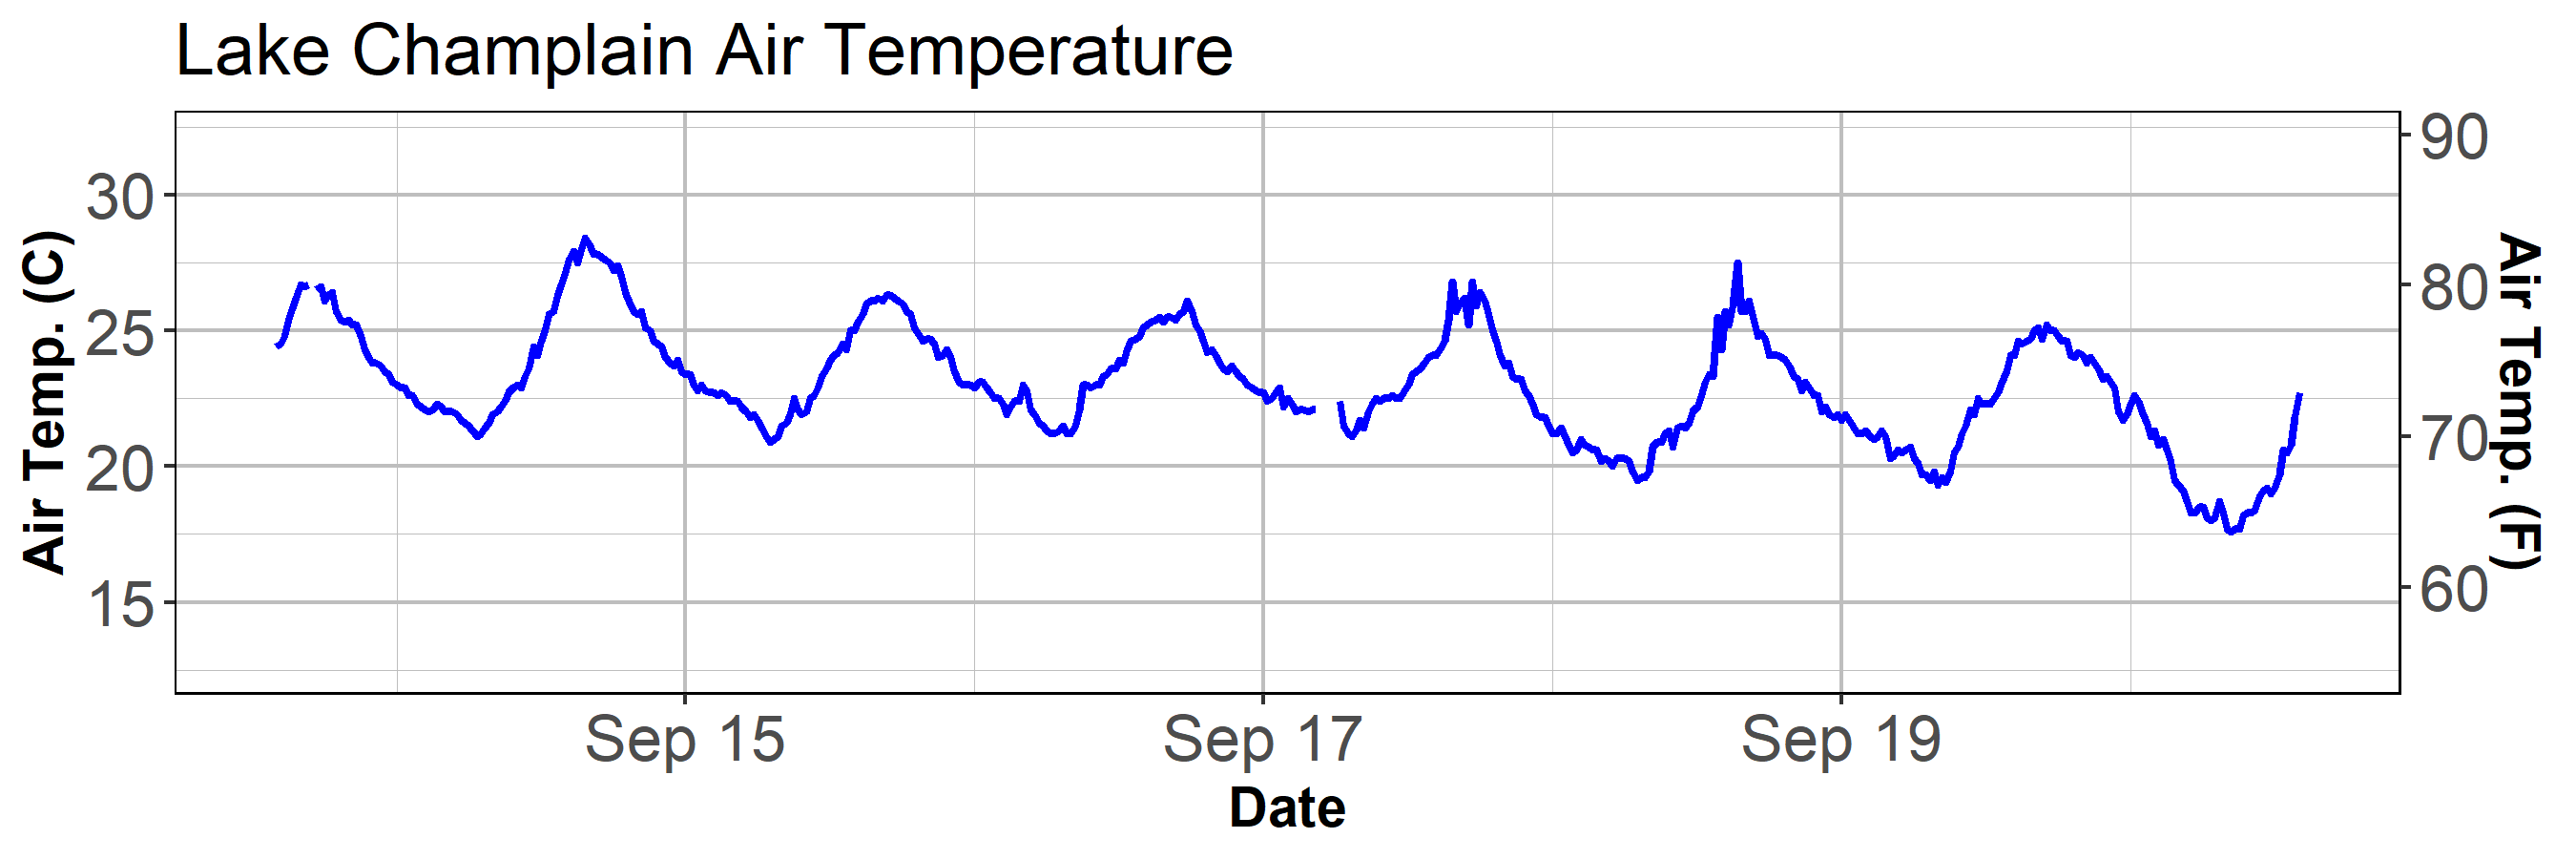 Lake Champlain Air Temperature
Air Temp. (C)
30
25
20
15
90
80
70
60
Air Temp. (F)
Sep 15
Sep 17
Sep 19
Date